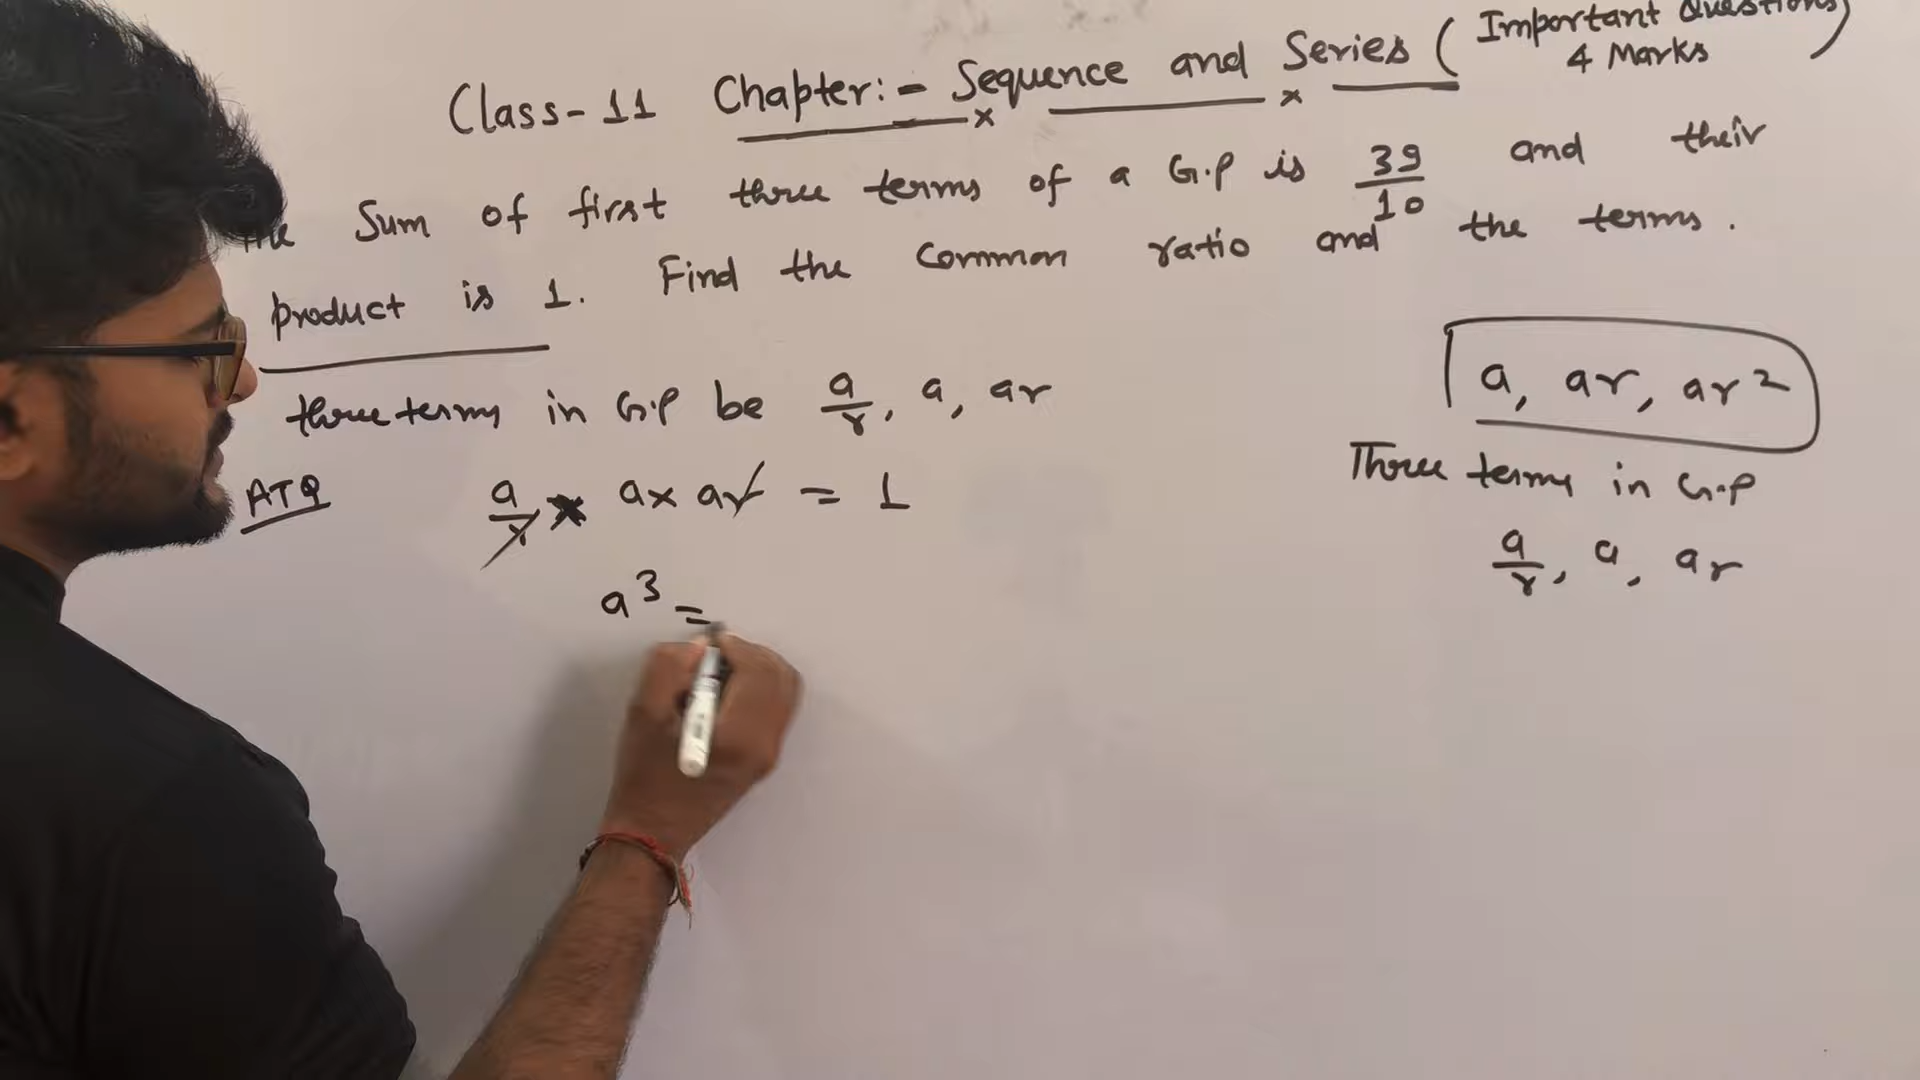 Class-11 Chapter:- Sequence and Series (Important Questions)
4 Marks
Sum of first three terms of a G.P is 39/10 and their
product is 1. Find the common ratio and the terms.
three terms in G.P be a/r, a, ar
a, ar, ar²
Three terms in G.P
a/r, a, ar
ATQ a/r × a× ar = 1
a³ =